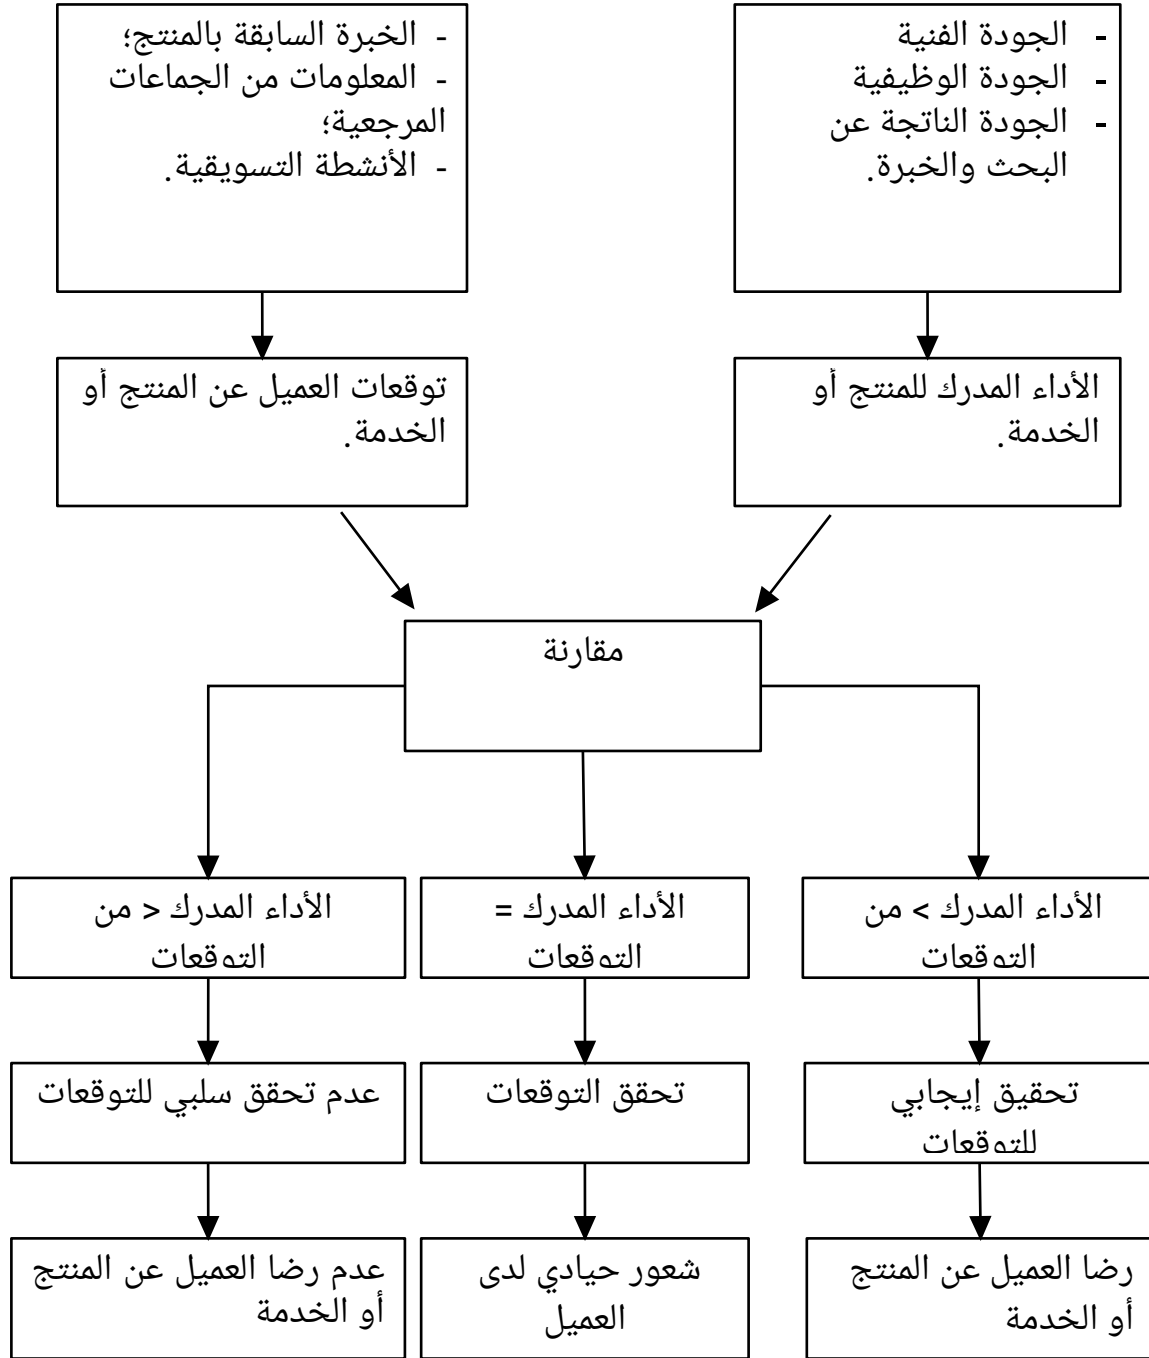 - الجودة الفنية
- الجودة الوظيفية
- الجودة الناتجة عن
البحث والخبرة.
- الخبرة السابقة بالمنتج؛
- المعلومات من الجماعات
المرجعية؛
- الأنشطة التسويقية.
الأداء المدرك للمنتج أو
الخدمة.
توقعات العميل عن المنتج أو
الخدمة.
مقارنة
الأداء المدرك > من
التوقعات
الأداء المدرك =
التوقعات
الأداء المدرك < من
التوقعات
تحقيق إيجابي
للتوقعات
تحقق التوقعات
عدم تحقق سلبي للتوقعات
رضا العميل عن المنتج
أو الخدمة
شعور حيادي لدى
العميل
عدم رضا العميل عن المنتج
أو الخدمة